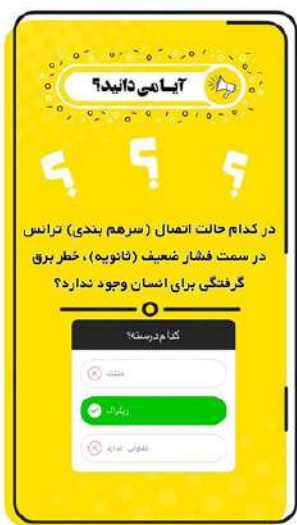 آیا می دانید؟
؟ ؟ ؟
در کدام حالت اتصال (سرهم بندی) ترانس
در سمت فشار ضعیف (ثانویه)، خطر برق
گرفتگی برای انسان وجود ندارد؟
کدام درسته؟
مثلث
زیگزاگ
تفاوتی ندارد